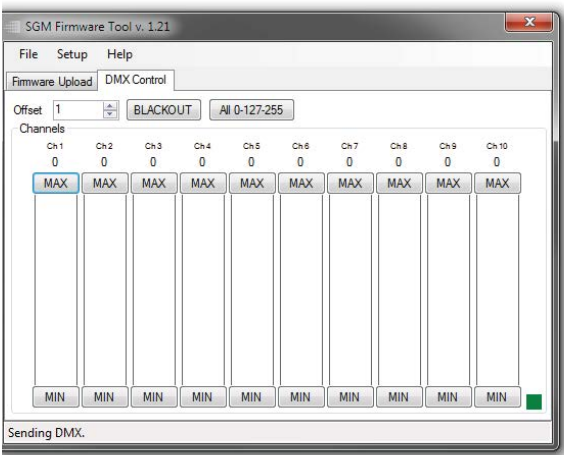 SGM Firmware Tool v. 1.21
File Setup Help
Firmware Upload DMX Control
Offset 1 BLACKOUT All 0-127-255
Channels
Ch 1 Ch 2 Ch 3 Ch 4 Ch 5 Ch 6 Ch 7 Ch 8 Ch 9 Ch 10
0 0 0 0 0 0 0 0 0 0
MAX MAX MAX MAX MAX MAX MAX MAX MAX MAX
MIN MIN MIN MIN MIN MIN MIN MIN MIN MIN
Sending DMX.